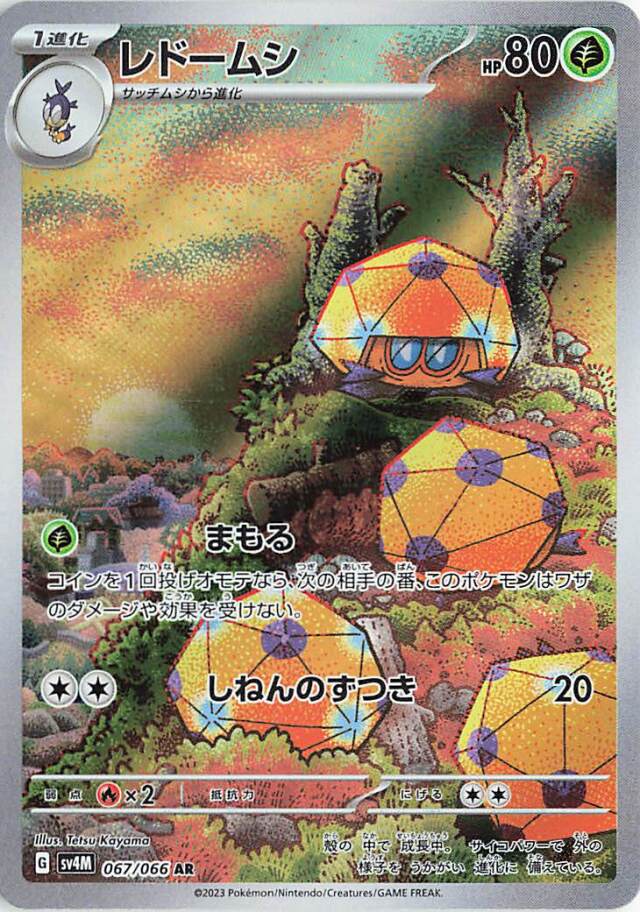 1進化
レドームシ
HP80
サッチムシから進化
まもる
コインを1回投げオモテなら、次の相手の番、このポケモンはワザ
のダメージや効果を受けない。
しねんのずつき 20
弱点 ×2 抵抗力 にげる
Illus. Tetsu Kayama
G sv4M 067/066 AR
殻の 中で 成長中。 サイコパワーで 外の
様子を うかがい 進化に 備えている。
©2023 Pokémon/Nintendo/Creatures/GAME FREAK.